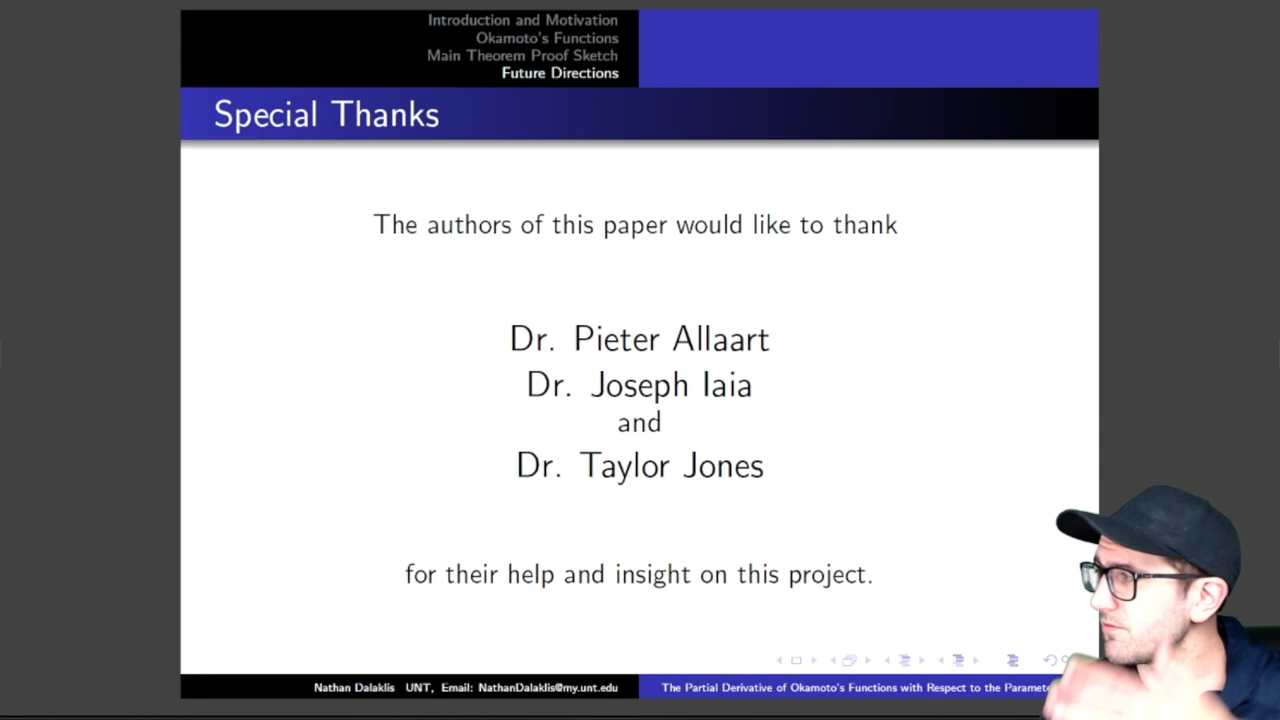 Introduction and Motivation
Okamoto's Functions
Main Theorem Proof Sketch
Future Directions
Special Thanks
The authors of this paper would like to thank
Dr. Pieter Allaart
Dr. Joseph Iaia
and
Dr. Taylor Jones
for their help and insight on this project.
Nathan Dalaklis UNT, Email: NathanDalaklis@my.unt.edu
The Partial Derivative of Okamoto's Functions with Respect to the